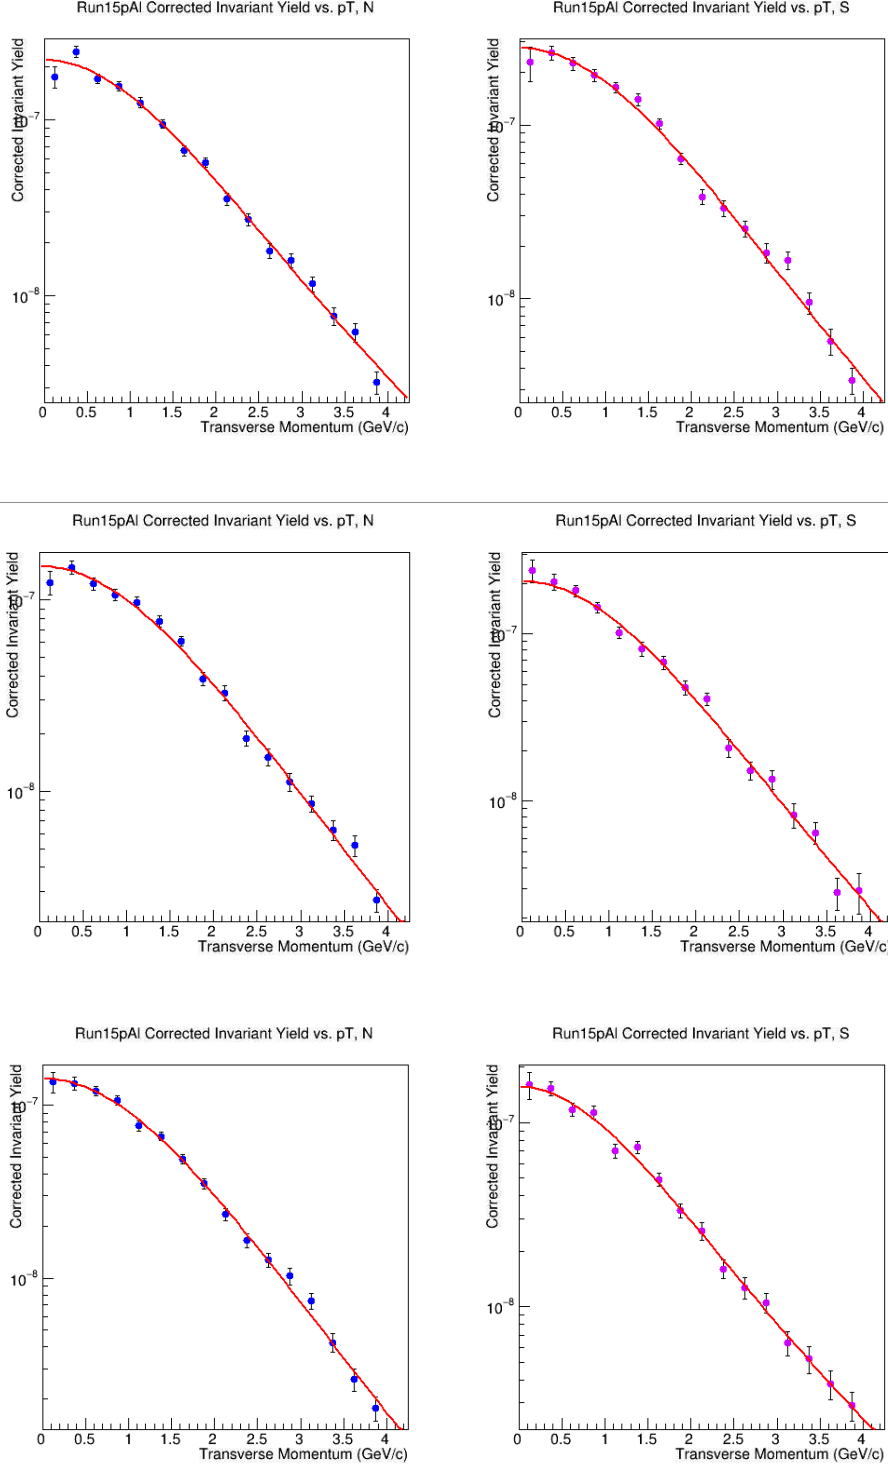 Run15pAl Corrected Invariant Yield vs. pT, N
Corrected Invariant Yield
10⁻⁷
10⁻⁸
0 0.5 1 1.5 2 2.5 3 3.5 4
Transverse Momentum (GeV/c)
Run15pAl Corrected Invariant Yield vs. pT, S
Corrected Invariant Yield
10⁻⁷
10⁻⁸
0 0.5 1 1.5 2 2.5 3 3.5 4
Transverse Momentum (GeV/c)
Run15pAl Corrected Invariant Yield vs. pT, N
Corrected Invariant Yield
10⁻⁷
10⁻⁸
0 0.5 1 1.5 2 2.5 3 3.5 4
Transverse Momentum (GeV/c)
Run15pAl Corrected Invariant Yield vs. pT, S
Corrected Invariant Yield
10⁻⁷
10⁻⁸
0 0.5 1 1.5 2 2.5 3 3.5 4
Transverse Momentum (GeV/c)
Run15pAl Corrected Invariant Yield vs. pT, N
Corrected Invariant Yield
10⁻⁷
10⁻⁸
0 0.5 1 1.5 2 2.5 3 3.5 4
Transverse Momentum (GeV/c)
Run15pAl Corrected Invariant Yield vs. pT, S
Corrected Invariant Yield
10⁻⁷
10⁻⁸
0 0.5 1 1.5 2 2.5 3 3.5 4
Transverse Momentum (GeV/c)